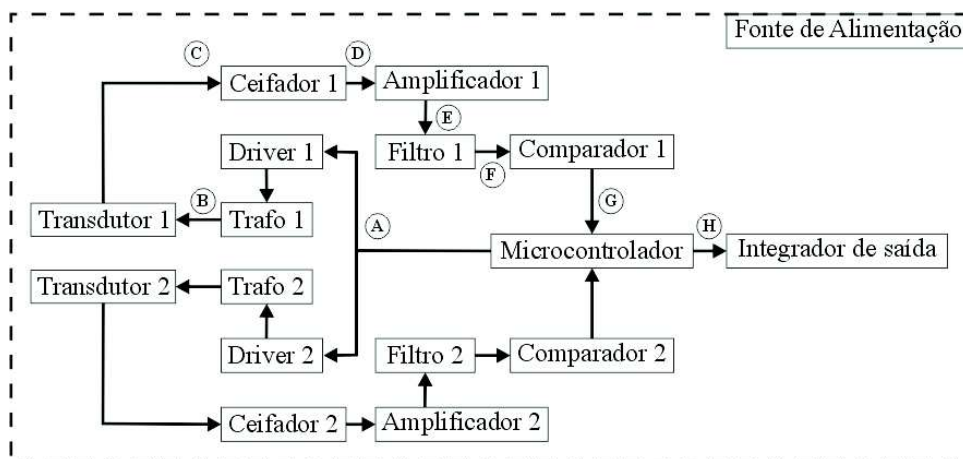 Fonte de Alimentação
C
D
Ceifador 1
Amplificador 1
E
Driver 1
Filtro 1
Comparador 1
F
B
G
Transdutor 1
Trafo 1
A
H
Microcontrolador
Integrador de saída
Transdutor 2
Trafo 2
Driver 2
Filtro 2
Comparador 2
Ceifador 2
Amplificador 2